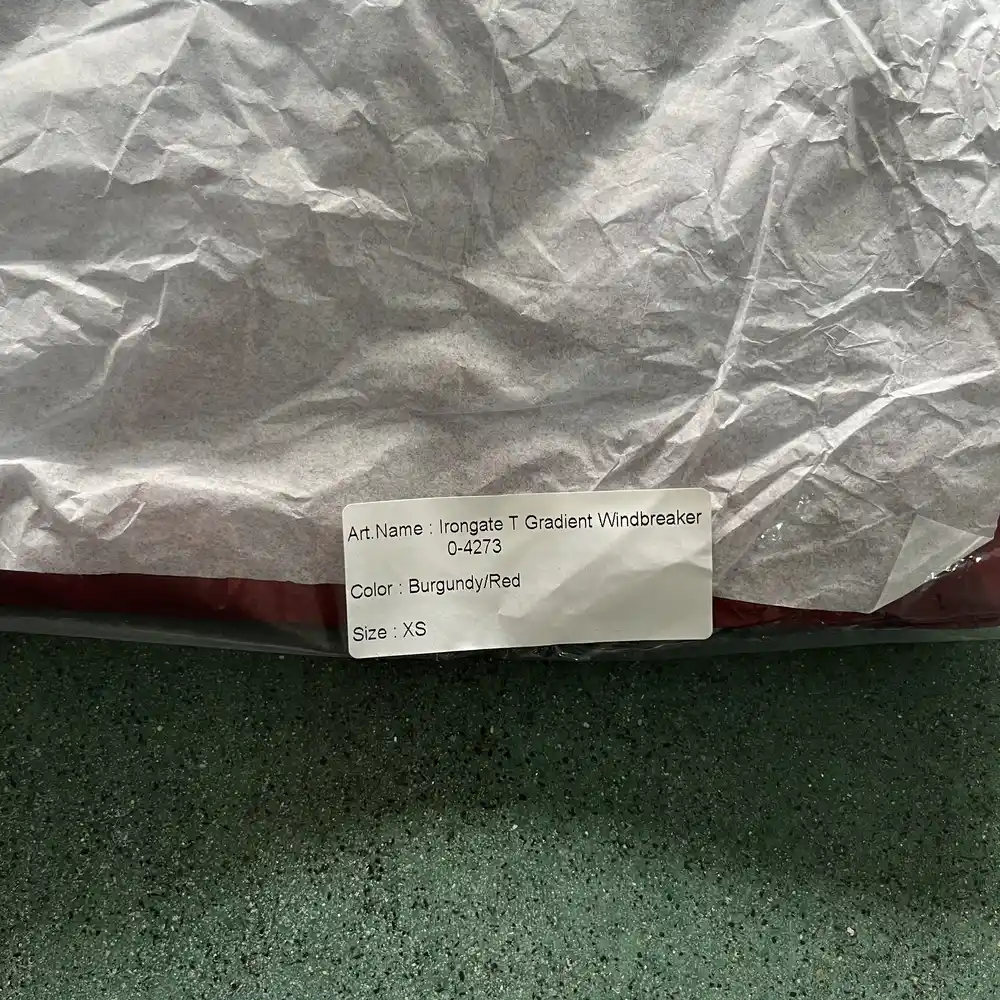 Art.Name : Irongate T Gradient Windbreaker
0-4273
Color : Burgundy/Red
Size : XS